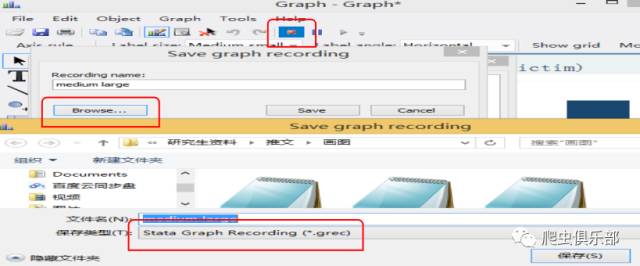 Graph - Graph*
File Edit Object Graph Tools Help
Axis rule Label size: Medium small Label angle: Horizontal Show grid
Save graph recording
Recording name:
medium large
ictim)
Browse... Save Cancel
Save graph recording
研究生资料 推文 画图 搜索"画图"
组织 新建文件夹
Documents
百度云同步盘
视频
文件名(N): medium large
保存类型(T): Stata Graph Recording (*.grec)
隐藏文件夹 保存(S)
爬虫俱乐部